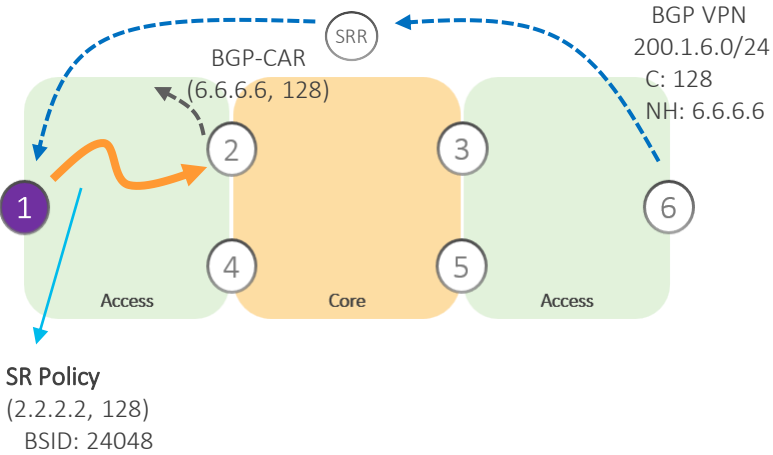 BGP VPN
200.1.6.0/24
C: 128
NH: 6.6.6.6
SRR
BGP-CAR
(6.6.6.6, 128)
2
3
1
6
4
5
Access
Core
Access
SR Policy
(2.2.2.2, 128)
BSID: 24048